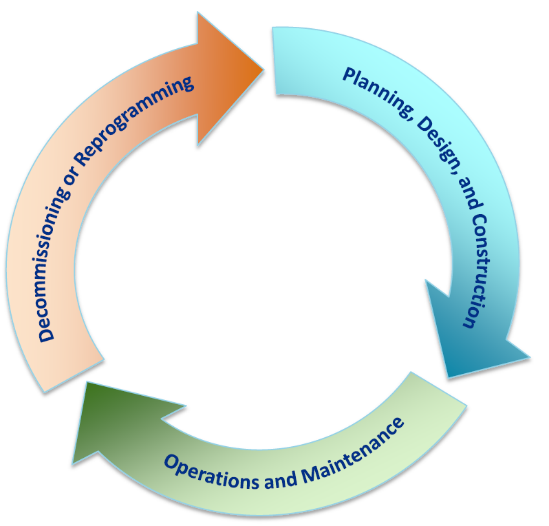 Planning, Design, and Construction
Operations and Maintenance
Decommissioning or Reprogramming